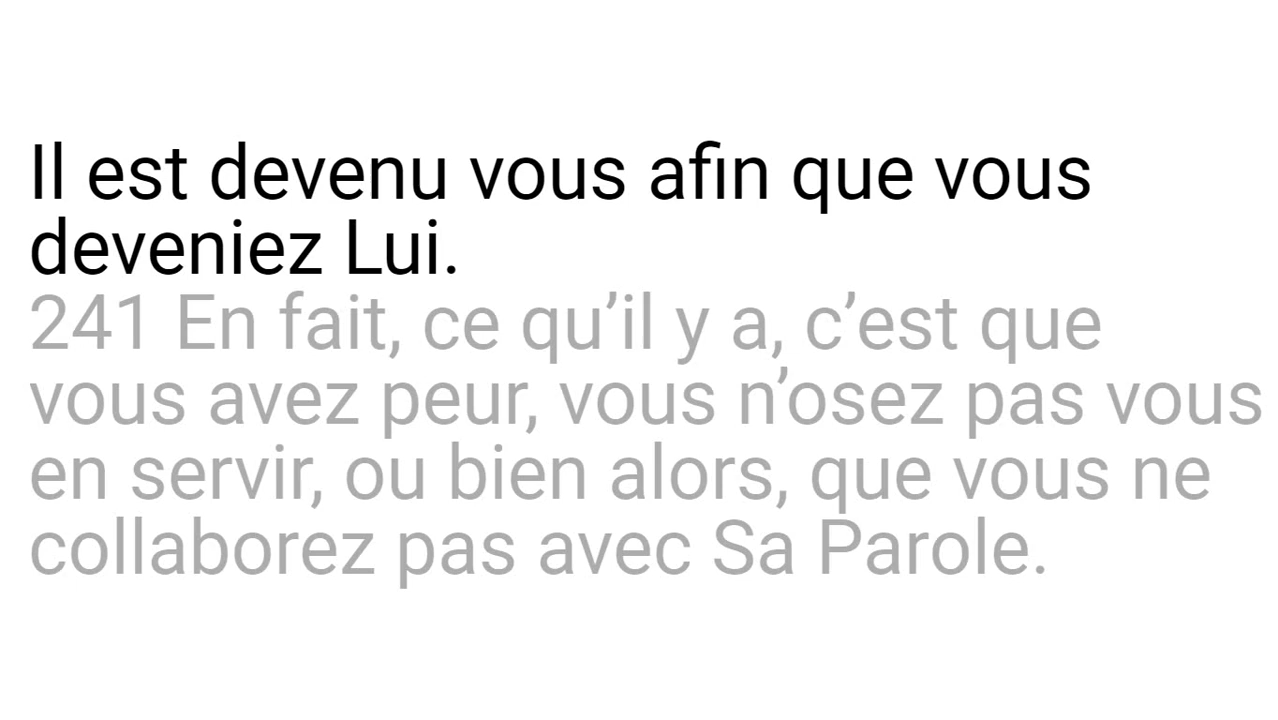 Il est devenu vous afin que vous
deveniez Lui.
241 En fait, ce qu’il y a, c’est que
vous avez peur, vous n’osez pas vous
en servir, ou bien alors, que vous ne
collaborez pas avec Sa Parole.